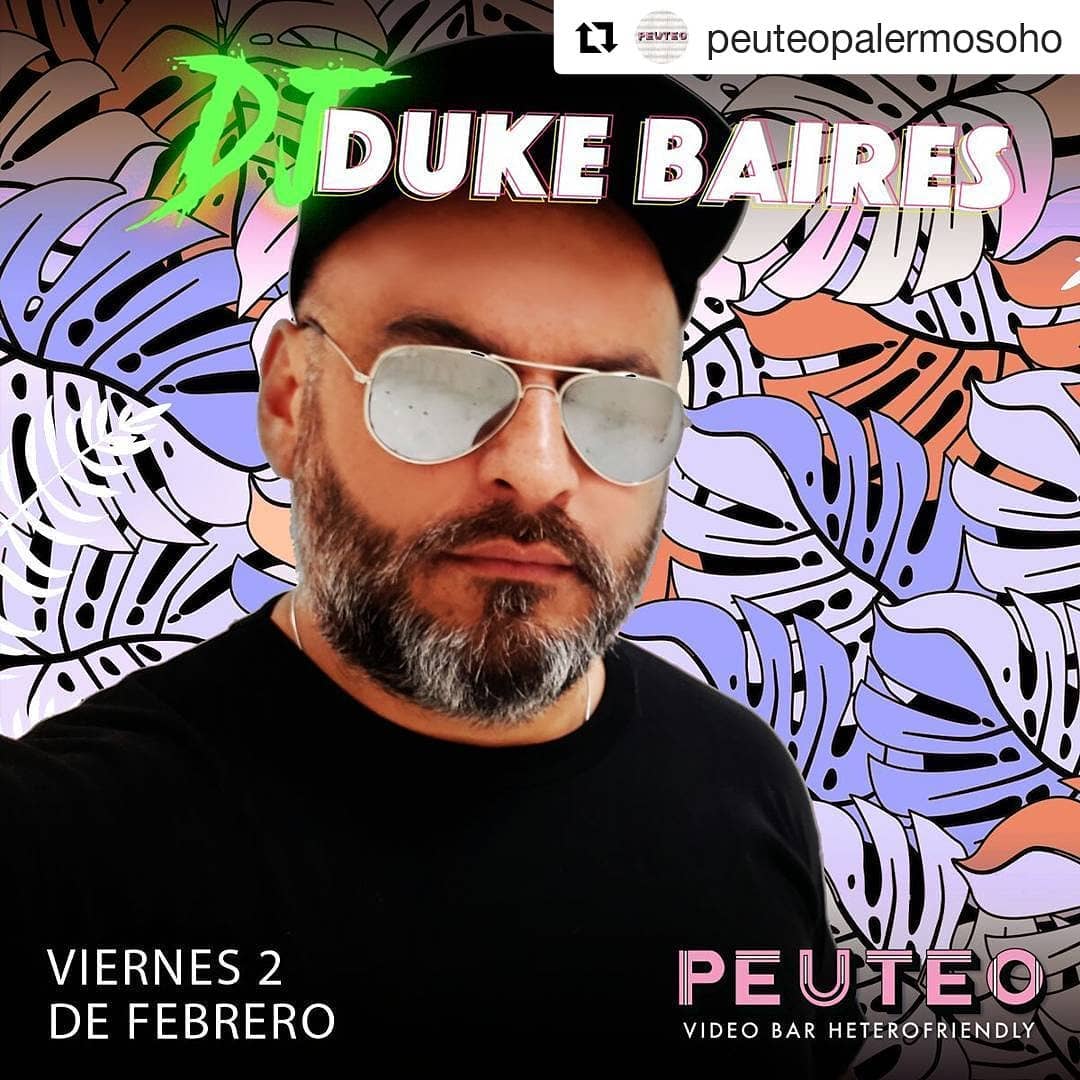 PEUTEO peuteopalermosoho
DJ DUKE BAIRES
VIERNES 2
DE FEBRERO
PEUTEO
VIDEO BAR HETEROFRIENDLY